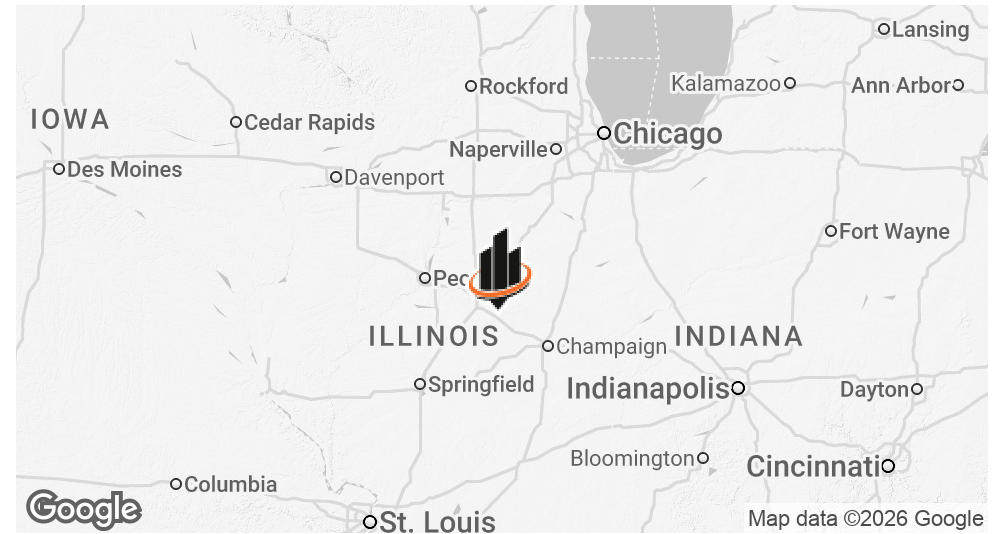 Lansing
Rockford
Kalamazoo
Ann Arbor
IOWA
Cedar Rapids
Chicago
Naperville
Des Moines
Davenport
Fort Wayne
Pec
ILLINOIS
INDIANA
Champaign
Springfield
Indianapolis
Dayton
Bloomington
Cincinnati
Columbia
Google
St. Louis
Map data ©2026 Google